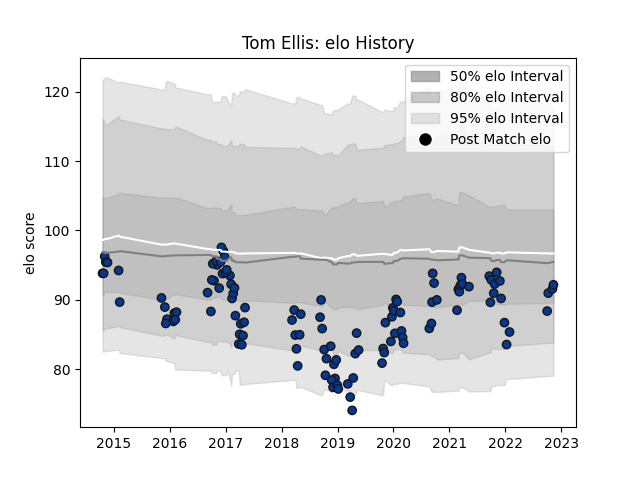 Tom Ellis: elo History
50% elo Interval
80% elo Interval
95% elo Interval
Post Match elo
elo score
120
110
100
90
80
2015 2016 2017 2018 2019 2020 2021 2022 2023